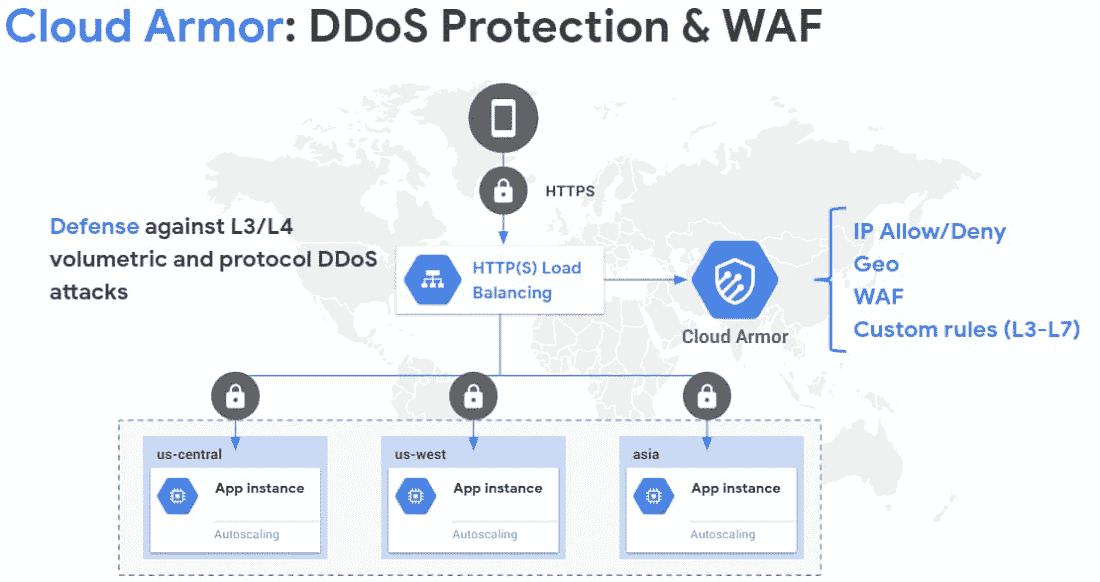 Cloud Armor: DDoS Protection & WAF
HTTPS
Defense against L3/L4
volumetric and protocol DDoS
attacks
HTTP(S) Load
Balancing
Cloud Armor
IP Allow/Deny
Geo
WAF
Custom rules (L3-L7)
us-central
App instance
Autoscaling
us-west
App instance
Autoscaling
asia
App instance
Autoscaling